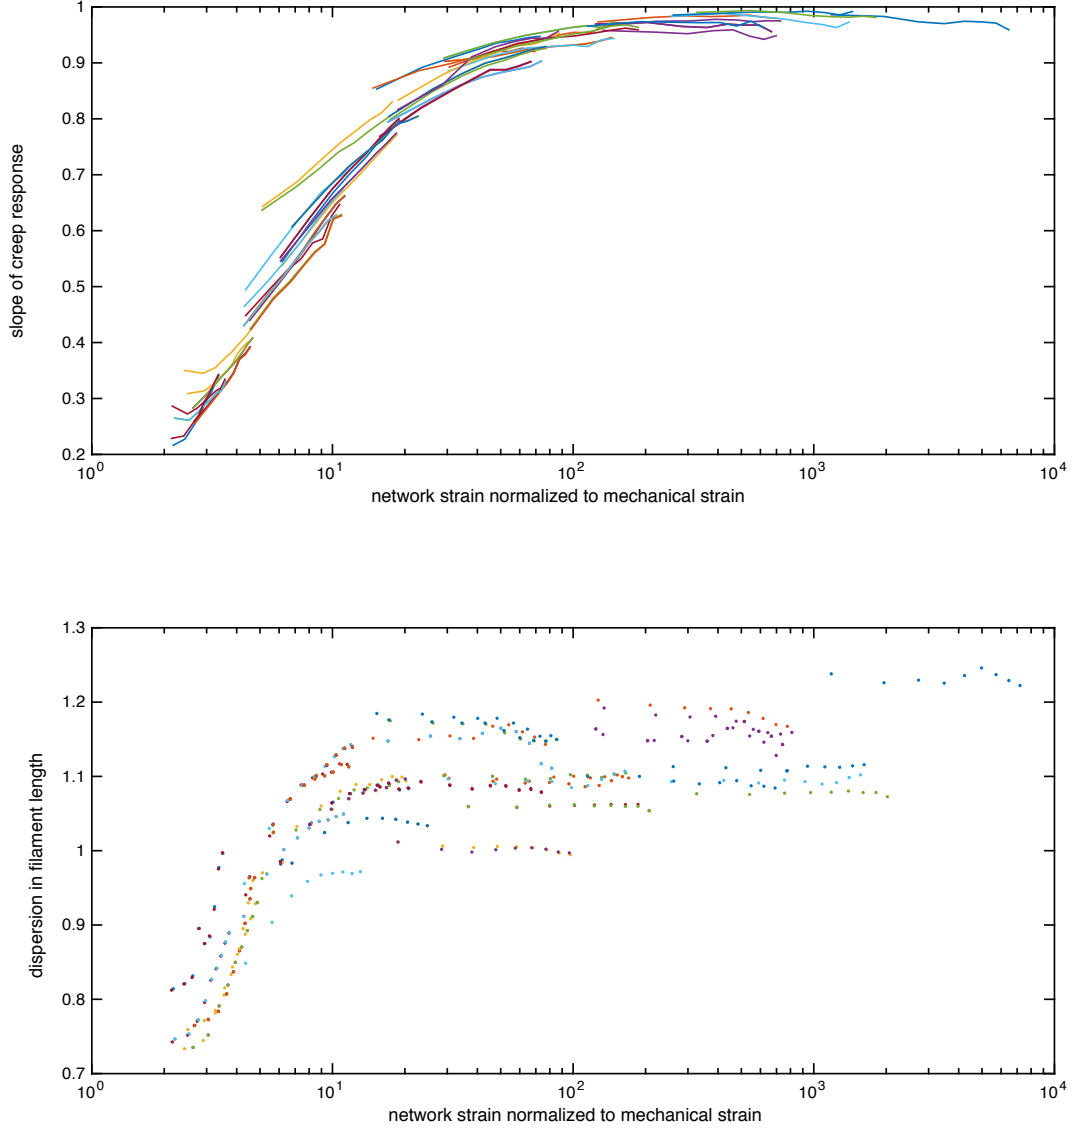 1
0.9
0.8
0.7
0.6
0.5
0.4
0.3
0.2
slope of creep response
10^0 10^1 10^2 10^3 10^4
network strain normalized to mechanical strain
1.3
1.2
1.1
1
0.9
0.8
0.7
dispersion in filament length
10^0 10^1 10^2 10^3 10^4
network strain normalized to mechanical strain